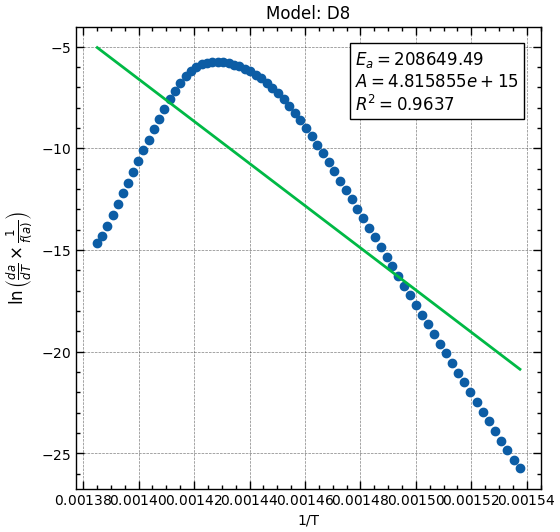 Model: D8
E_a = 208649.49
A = 4.815855e + 15
R² = 0.9637
ln (da/dT × 1/f(a))
−5
−10
−15
−20
−25
0.00138 0.00140 0.00142 0.00144 0.00146 0.00148 0.00150 0.00152 0.00154
1/T